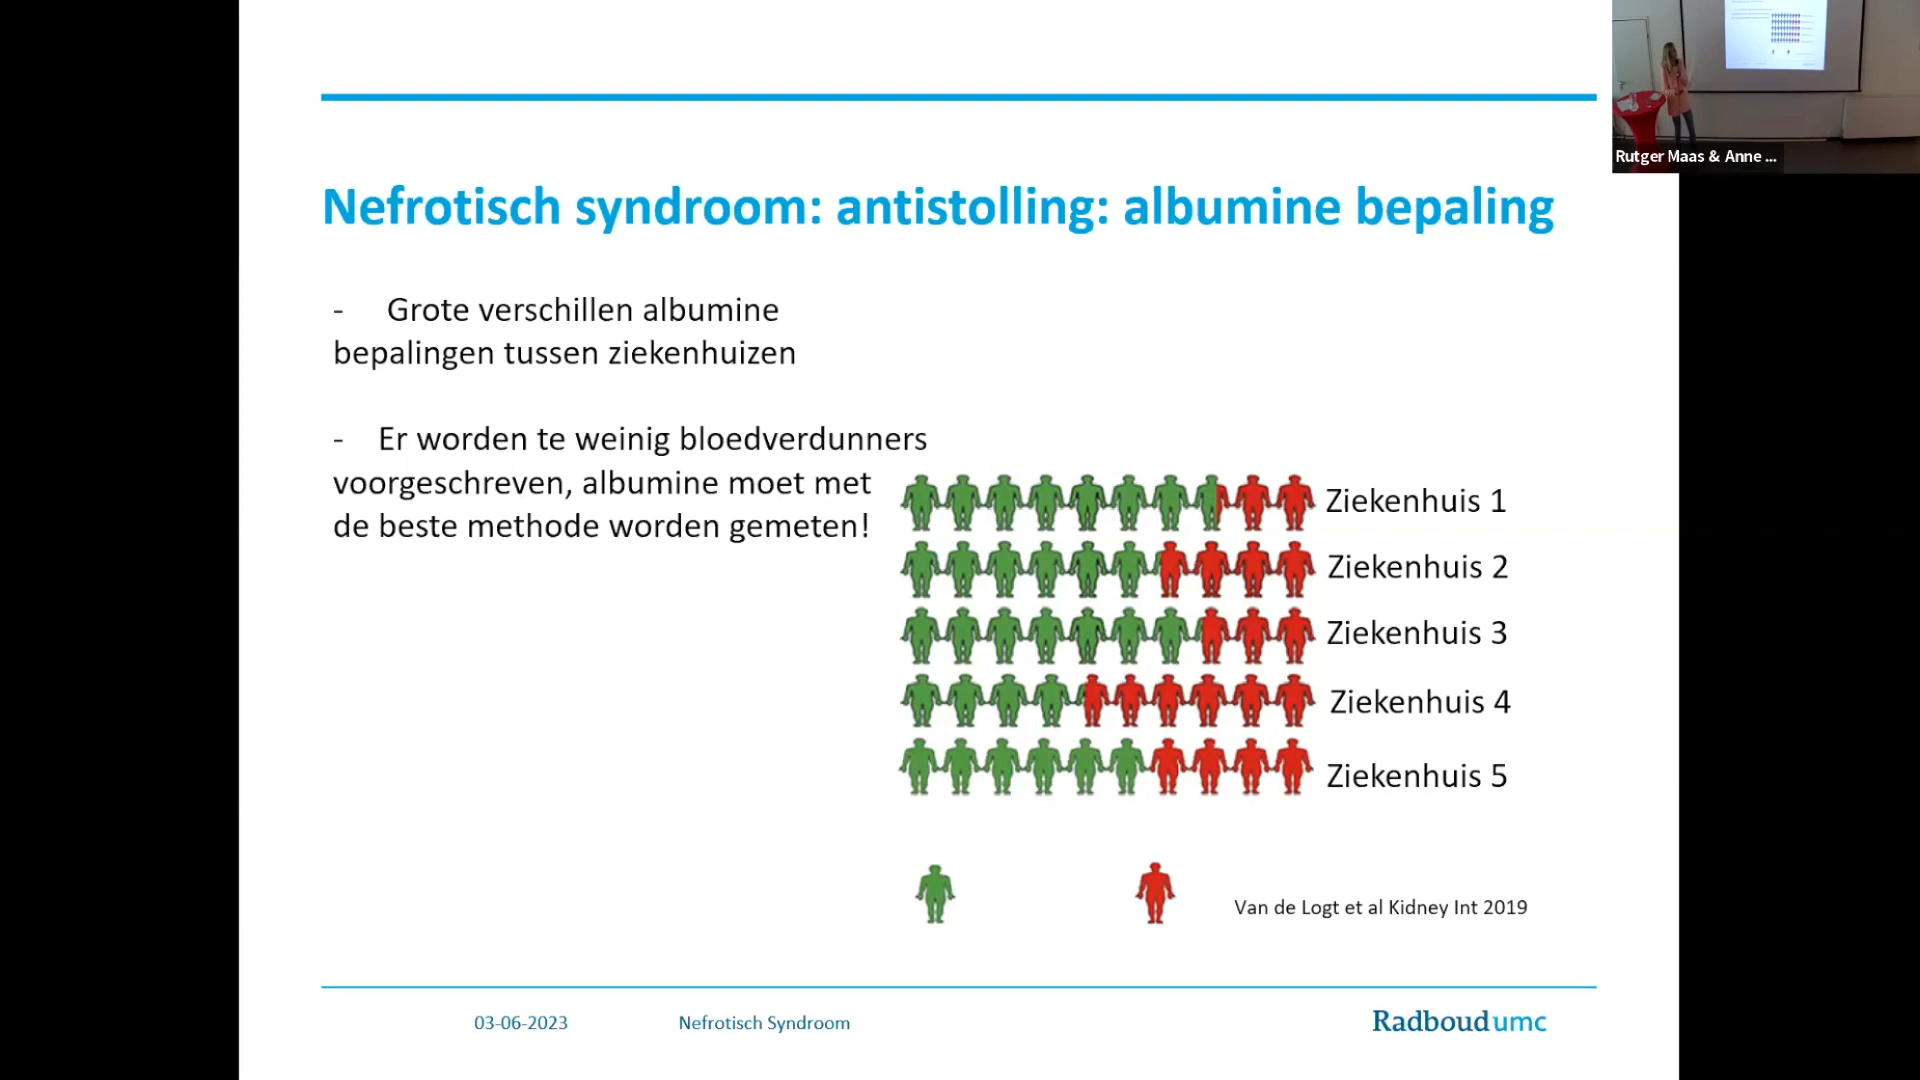 Rutger Maas & Anne ...
Nefrotisch syndroom: antistolling: albumine bepaling
- Grote verschillen albumine
bepalingen tussen ziekenhuizen
- Er worden te weinig bloedverdunners
voorgeschreven, albumine moet met
de beste methode worden gemeten!
Ziekenhuis 1
Ziekenhuis 2
Ziekenhuis 3
Ziekenhuis 4
Ziekenhuis 5
Van de Logt et al Kidney Int 2019
03-06-2023
Nefrotisch Syndroom
Radboudumc